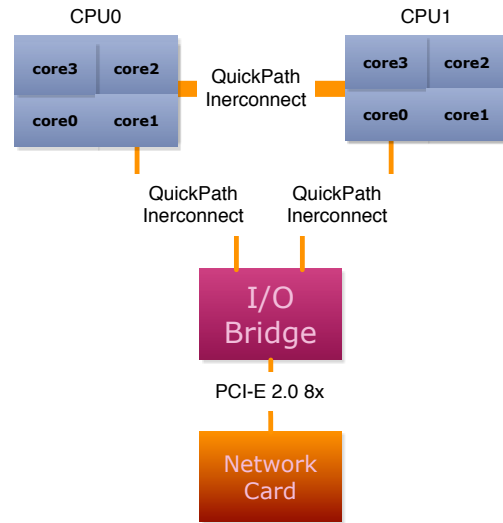 CPU0
CPU1
core3 core2
core0 core1
QuickPath
Inerconnect
core3 core2
core0 core1
QuickPath
Inerconnect
QuickPath
Inerconnect
I/O
Bridge
PCI-E 2.0 8x
Network
Card